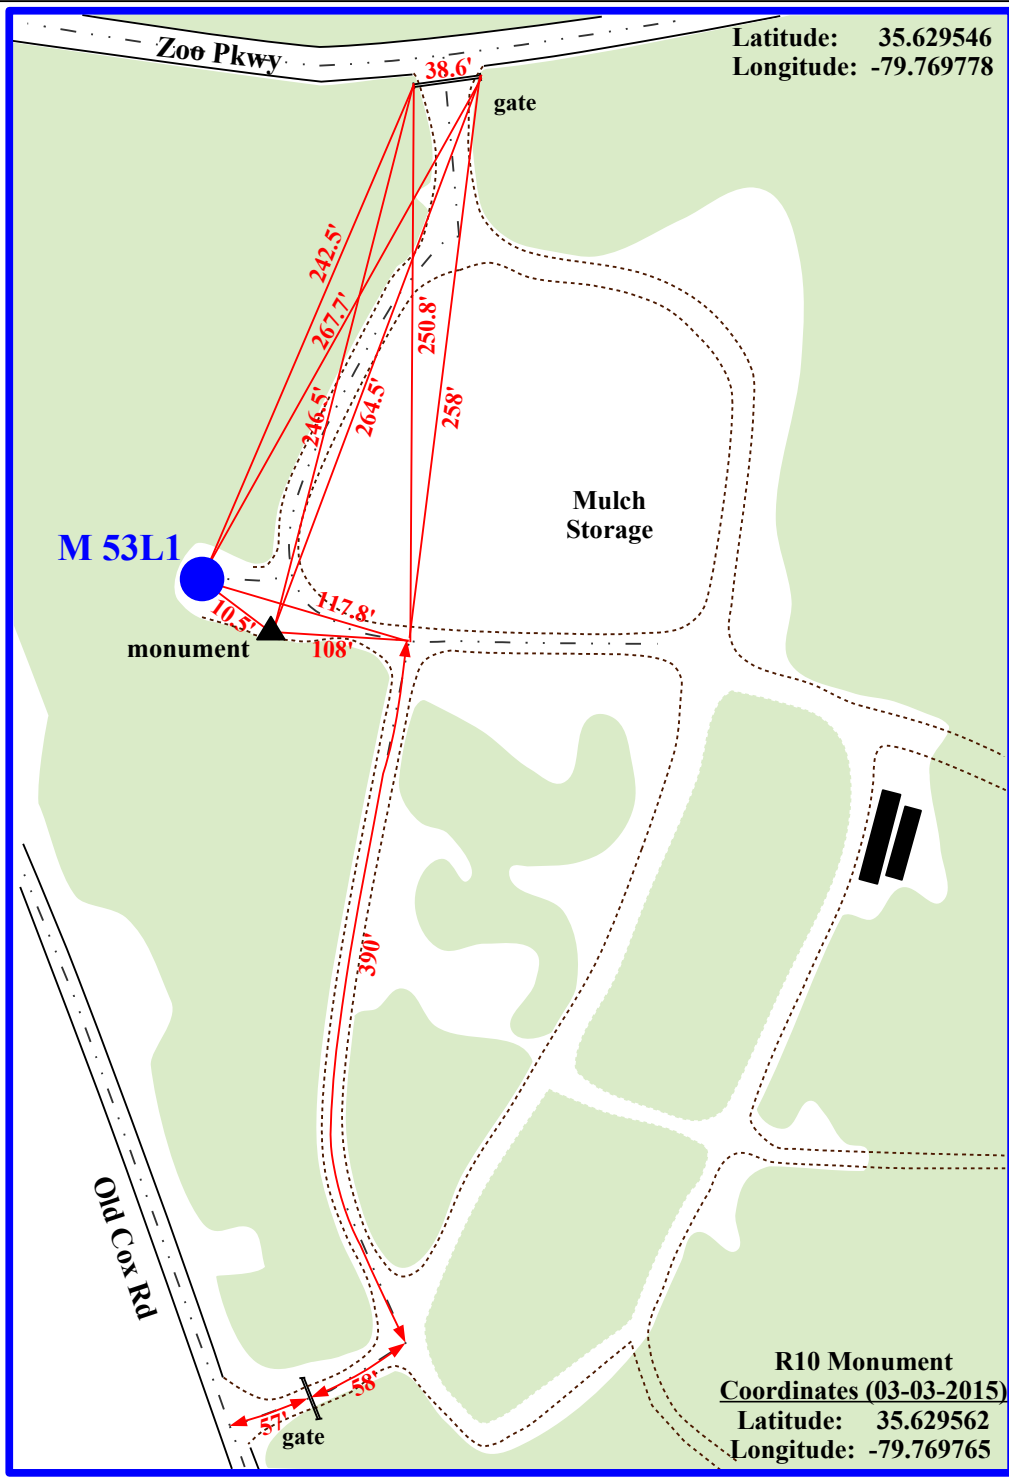 Zoo Pkwy
Latitude: 35.629546
Longitude: -79.769778
38.6'
gate
242.5'
267.7'
250.8'
246.5'
264.5'
258'
Mulch
Storage
M 53L1
10.5'
117.8'
monument
108'
390'
Old Cox Rd
58'
57'
gate
R10 Monument
Coordinates (03-03-2015)
Latitude: 35.629562
Longitude: -79.769765